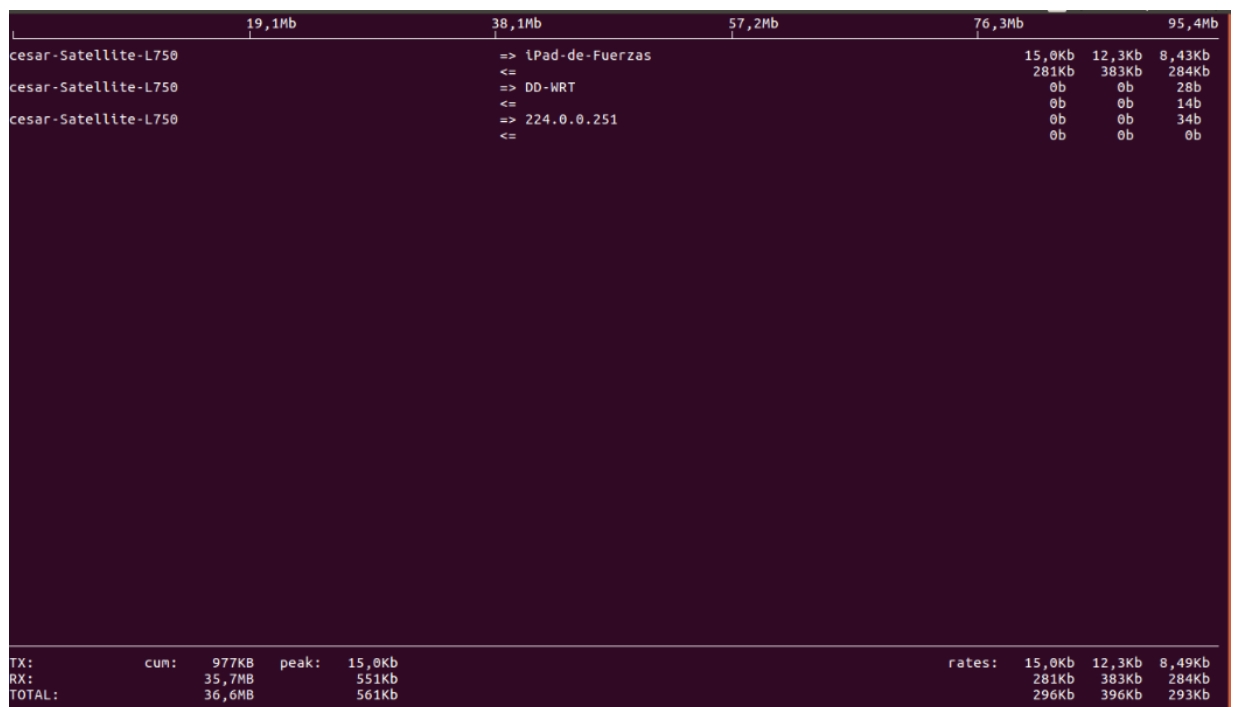 19,1Mb 38,1Mb 57,2Mb 76,3Mb 95,4Mb
cesar-Satellite-L750 => iPad-de-Fuerzas 15,0Kb 12,3Kb 8,43Kb
<= 281Kb 383Kb 284Kb
cesar-Satellite-L750 => DD-WRT 0b 0b 28b
<= 0b 0b 14b
cesar-Satellite-L750 => 224.0.0.251 0b 0b 34b
<= 0b 0b 0b
TX: cum: 977KB peak: 15,0Kb rates: 15,0Kb 12,3Kb 8,49Kb
RX: 35,7MB 551Kb 281Kb 383Kb 284Kb
TOTAL: 36,6MB 561Kb 296Kb 396Kb 293Kb